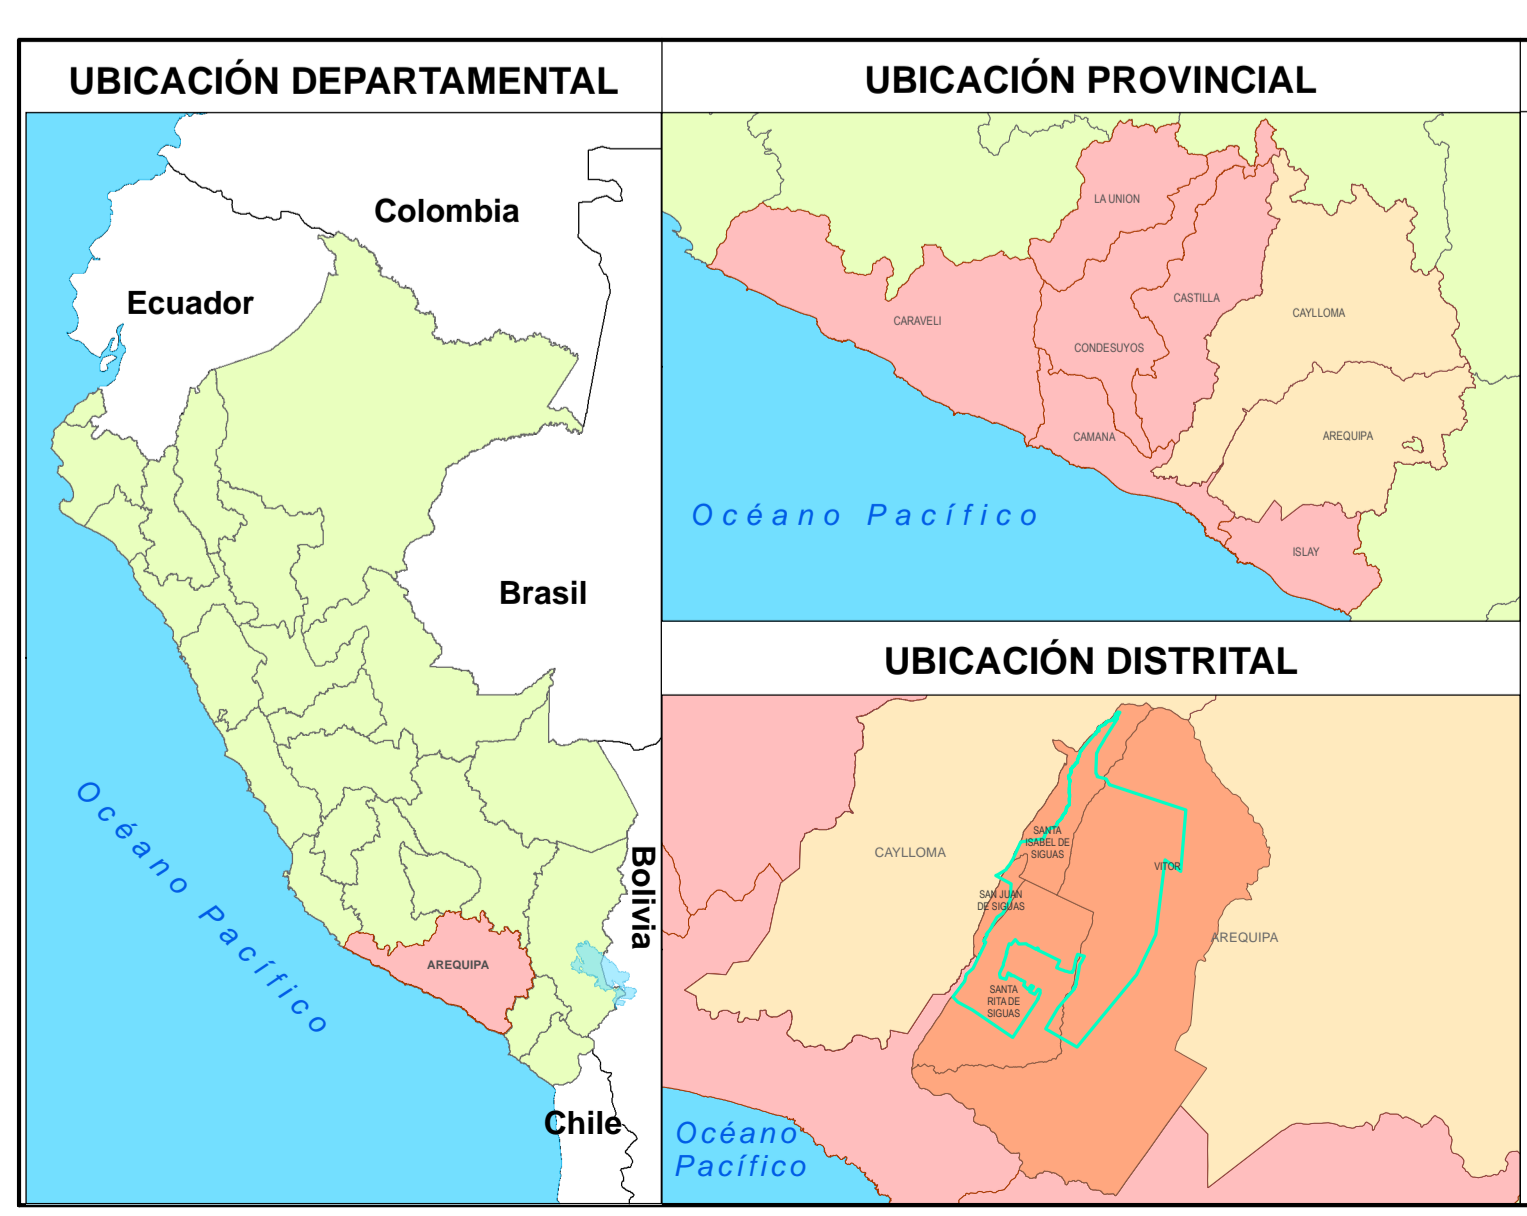 UBICACIÓN DEPARTAMENTAL
Colombia
Ecuador
Brasil
Bolivia
Océano Pacífico
AREQUIPA
Chile
UBICACIÓN PROVINCIAL
LA UNION
CASTILLA
CAYLLOMA
CARAVELI
CONDESUYOS
CAMANA
AREQUIPA
Océano Pacífico
ISLAY
UBICACIÓN DISTRITAL
SANTA
ISABEL DE
SIGUAS
CAYLLOMA
VITOR
SAN JUAN
DE SIGUAS
AREQUIPA
SANTA
RITA DE
SIGUAS
Océano
Pacífico